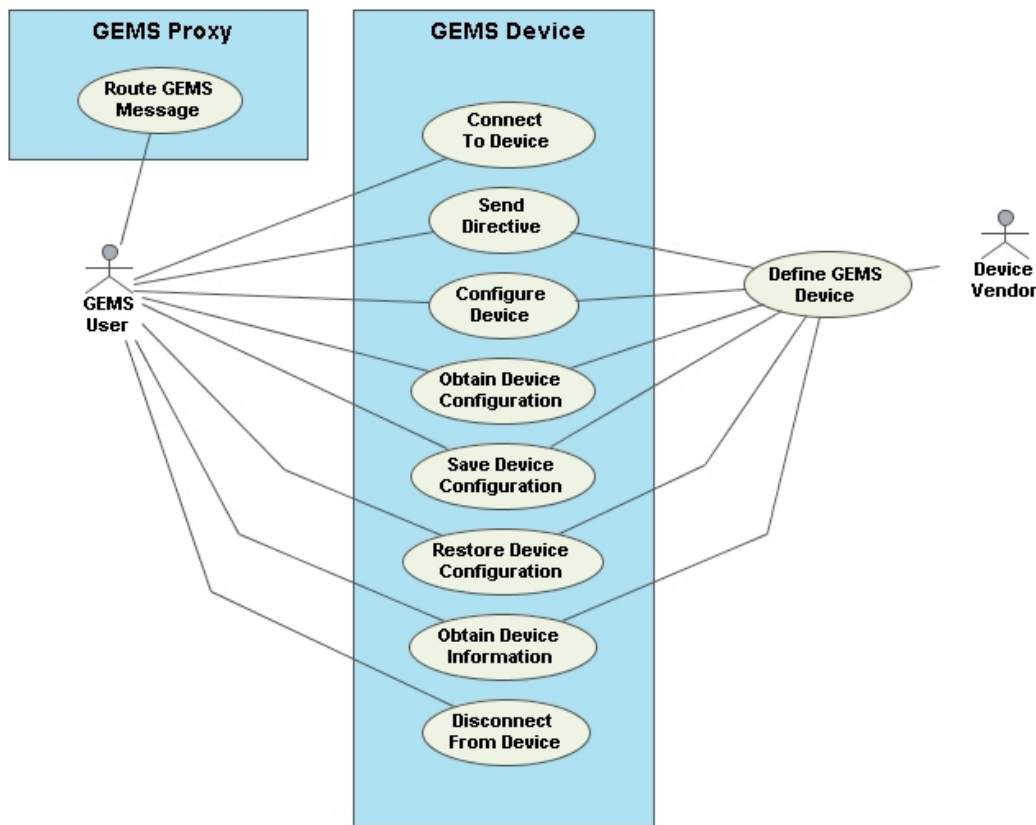 GEMS Proxy
Route GEMS
Message
GEMS Device
Connect
To Device
Send
Directive
Configure
Device
Obtain Device
Configuration
Save Device
Configuration
Restore Device
Configuration
Obtain Device
Information
Disconnect
From Device
GEMS
User
Define GEMS
Device
Device
Vendor